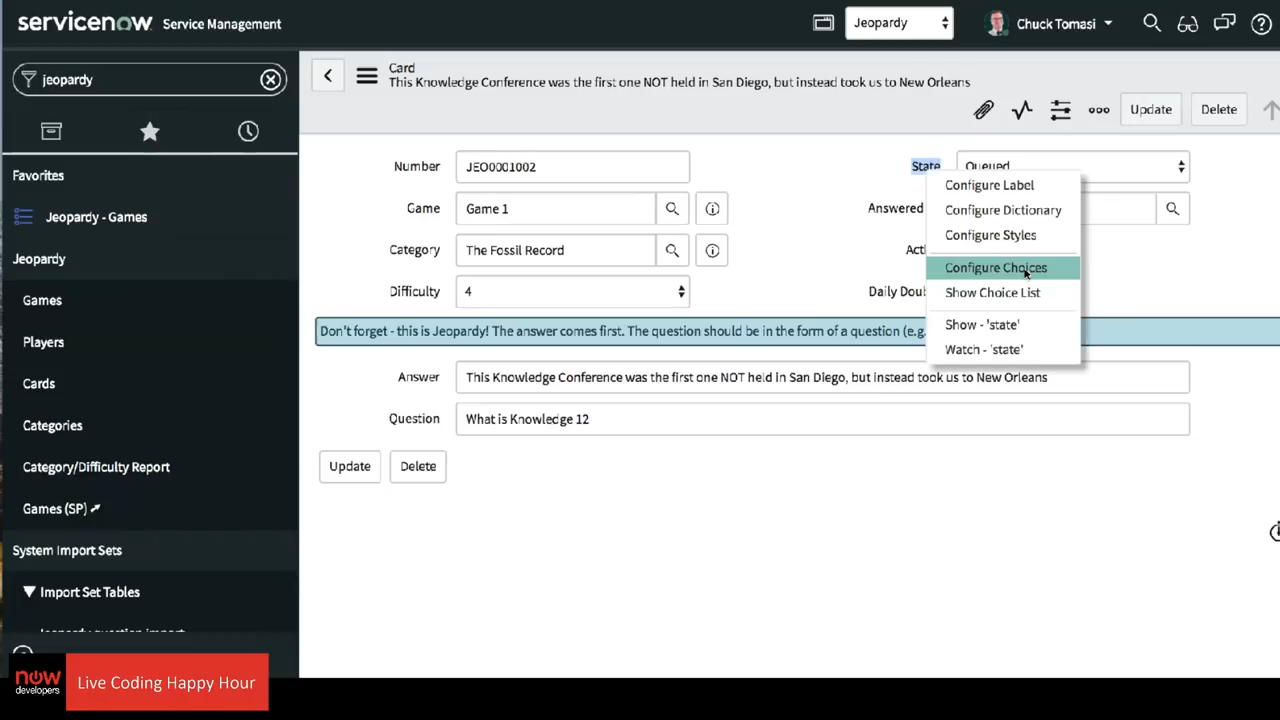 servicenow Service Management
Jeopardy
Chuck Tomasi
jeopardy
Favorites
Jeopardy - Games
Jeopardy
Games
Players
Cards
Categories
Category/Difficulty Report
Games (SP)
System Import Sets
Import Set Tables
Jeopardy question import
Card
This Knowledge Conference was the first one NOT held in San Diego, but instead took us to New Orleans
Update
Delete
Number JEO0001002
Game Game 1
Category The Fossil Record
Difficulty 4
State Queued
Answered
Daily
Configure Label
Configure Dictionary
Configure Styles
Configure Choices
Show Choice List
Show - 'state'
Watch - 'state'
Don't forget - this is Jeopardy! The answer comes first. The question should be in the form of a question (e.g.
Answer This Knowledge Conference was the first one NOT held in San Diego, but instead took us to New Orleans
Question What is Knowledge 12
Update Delete
now developers
Live Coding Happy Hour